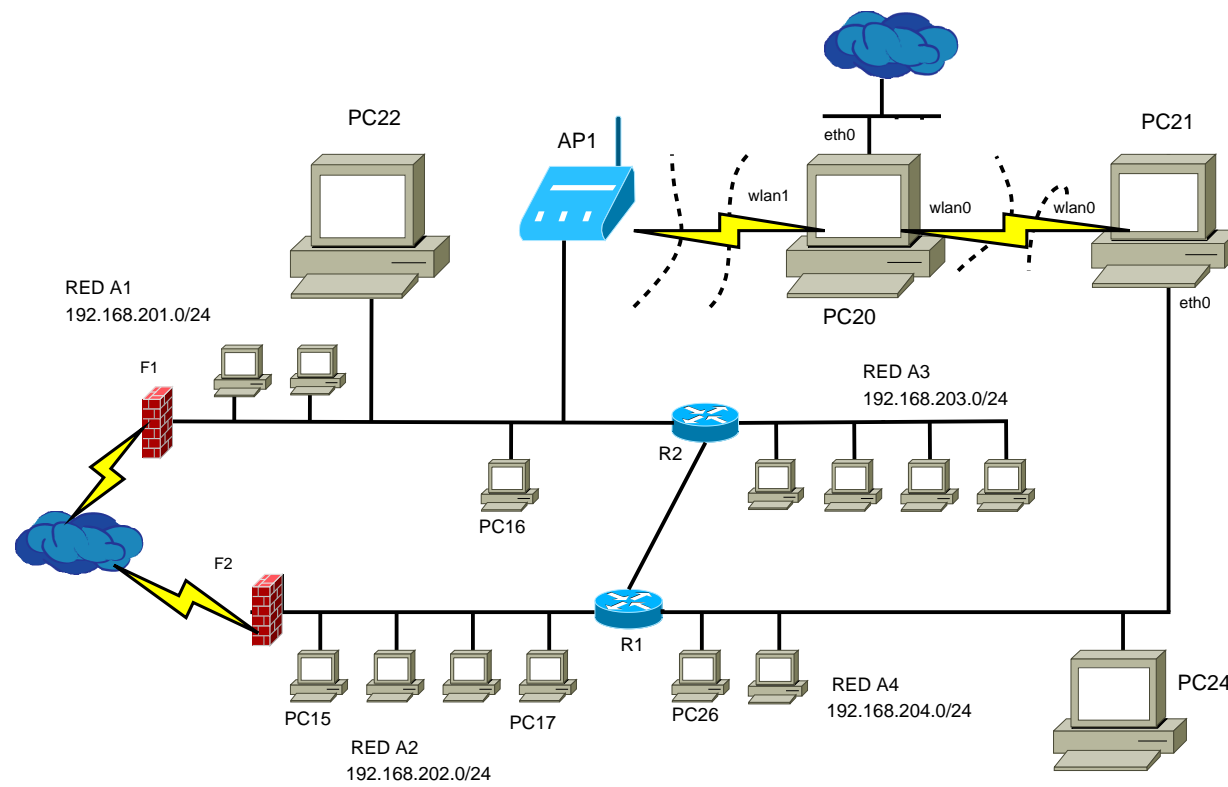 PC22
AP1
eth0
PC21
wlan1
wlan0
wlan0
RED A1
192.168.201.0/24
PC20
eth0
F1
RED A3
192.168.203.0/24
R2
PC16
F2
R1
PC15
PC17
PC26
RED A4
192.168.204.0/24
PC24
RED A2
192.168.202.0/24